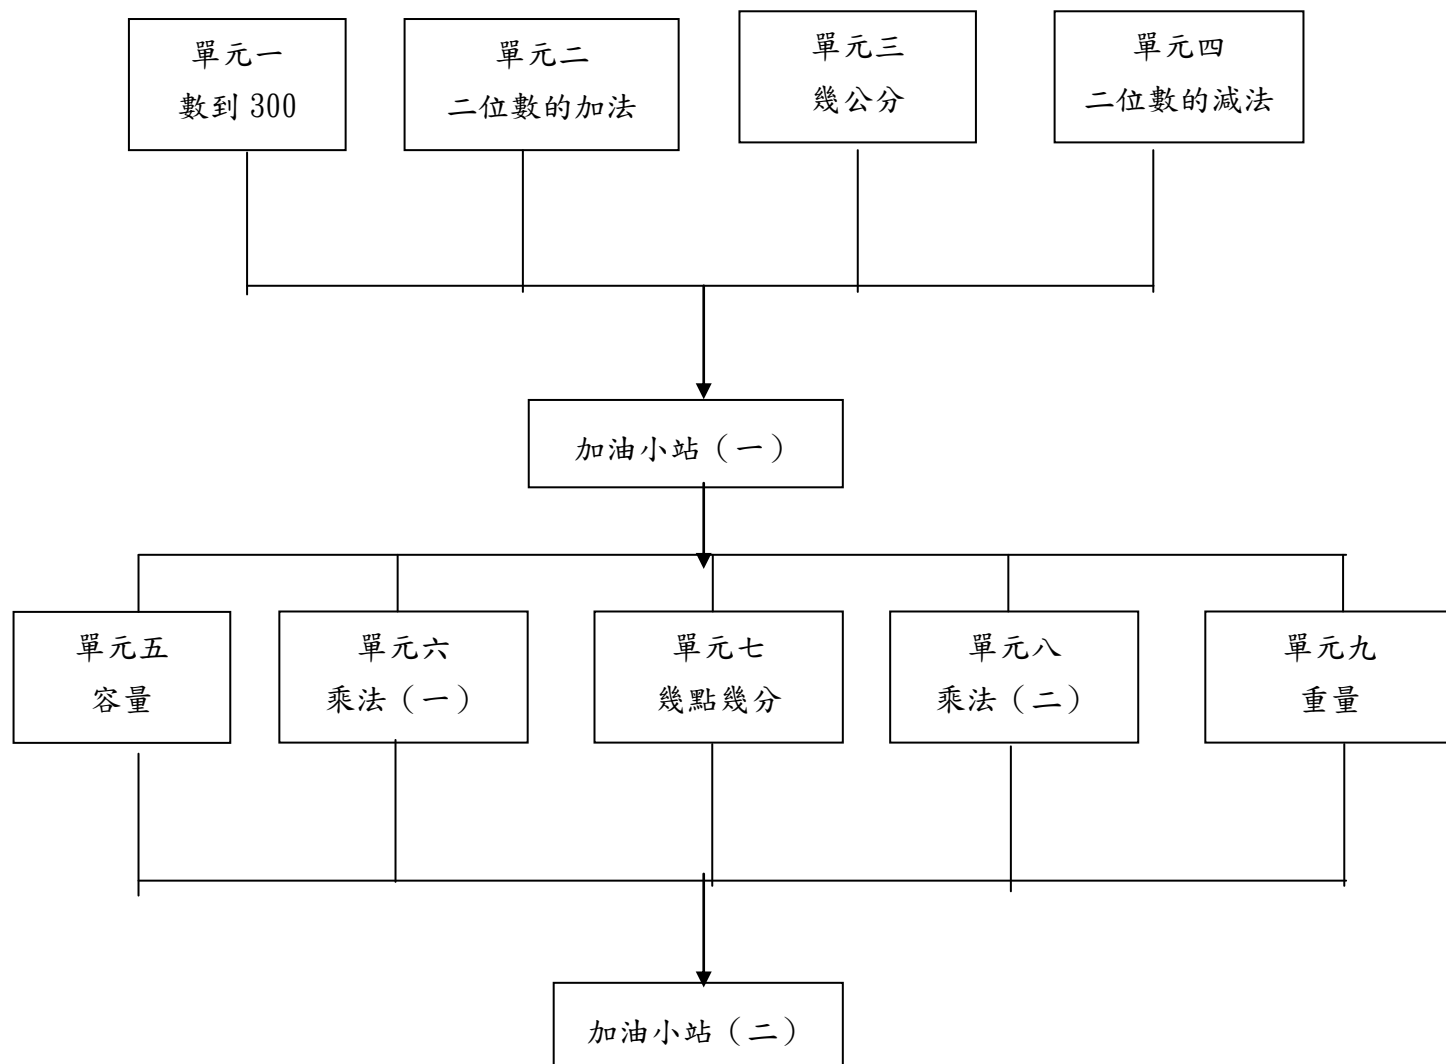 單元一
數到 300
單元二
二位數的加法
單元三
幾公分
單元四
二位數的減法
加油小站（一）
單元五
容量
單元六
乘法（一）
單元七
幾點幾分
單元八
乘法（二）
單元九
重量
加油小站（二）